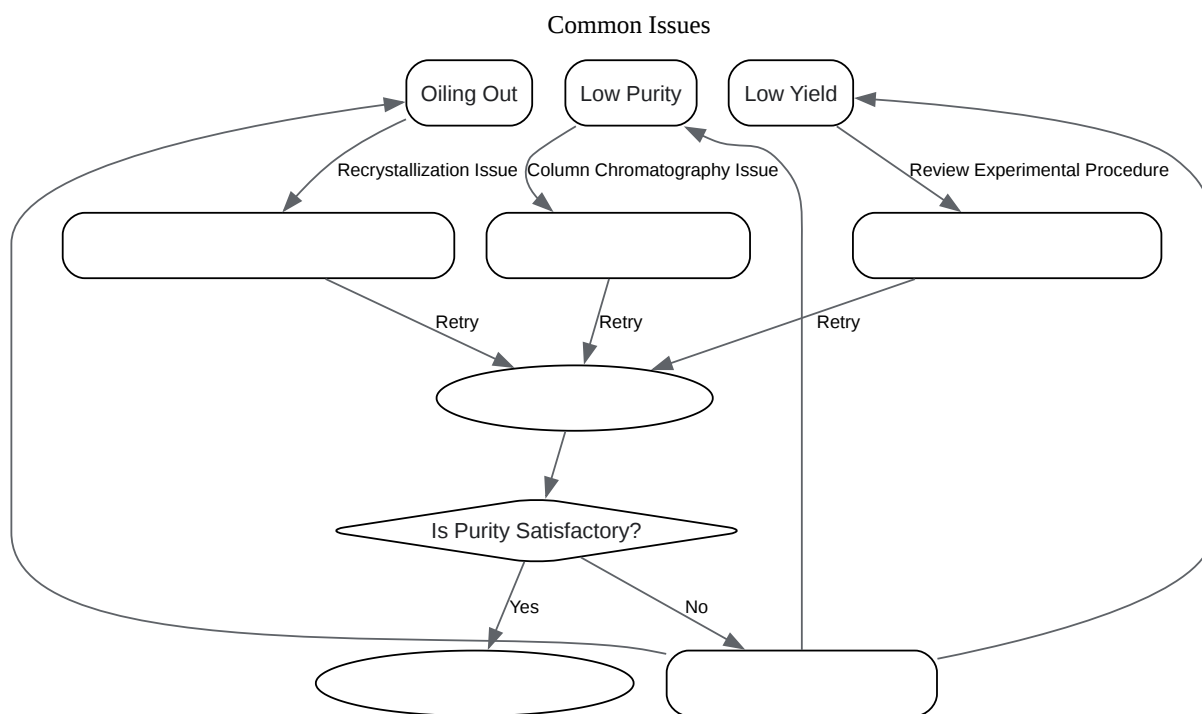 Common Issues
Oiling Out
Low Purity
Low Yield
Recrystallization Issue
Column Chromatography Issue
Review Experimental Procedure
Retry
Retry
Retry
Is Purity Satisfactory?
Yes
No